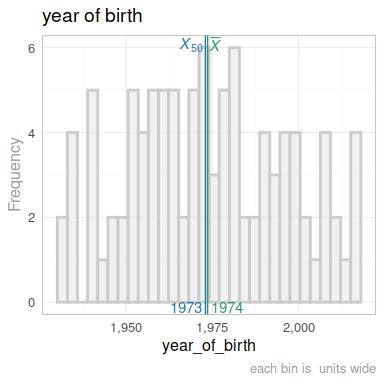 year of birth
X50 X̅
6
4
2
0
Frequency
1973 1974
1,950 1,975 2,000
year_of_birth
each bin is  units wide